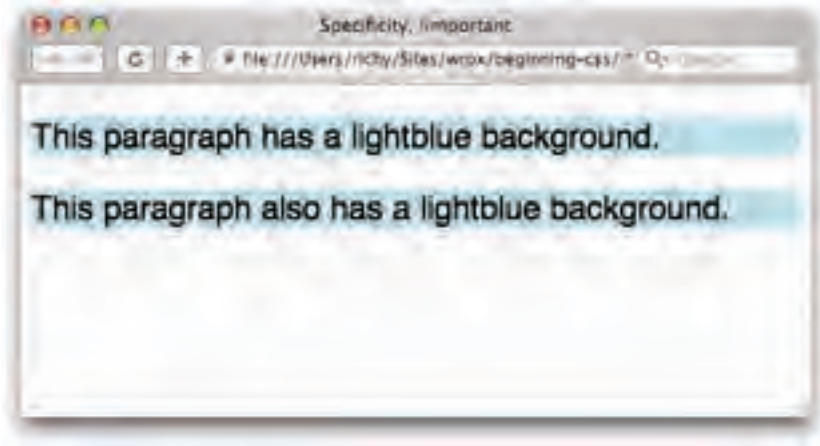 Specificity, !important
file:///Users/richy/Sites/wrox/beginning-css/
This paragraph has a lightblue background.
This paragraph also has a lightblue background.